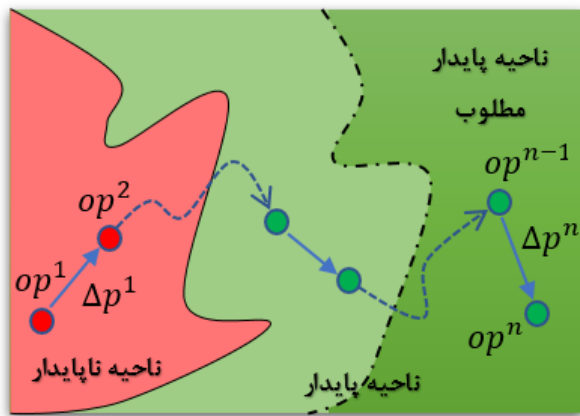 ناحیه پایدار
مطلوب
op^{n-1}
op^2
Δp^n
op^1
Δp^1
op^n
ناحیه ناپایدار
ناحیه پایدار